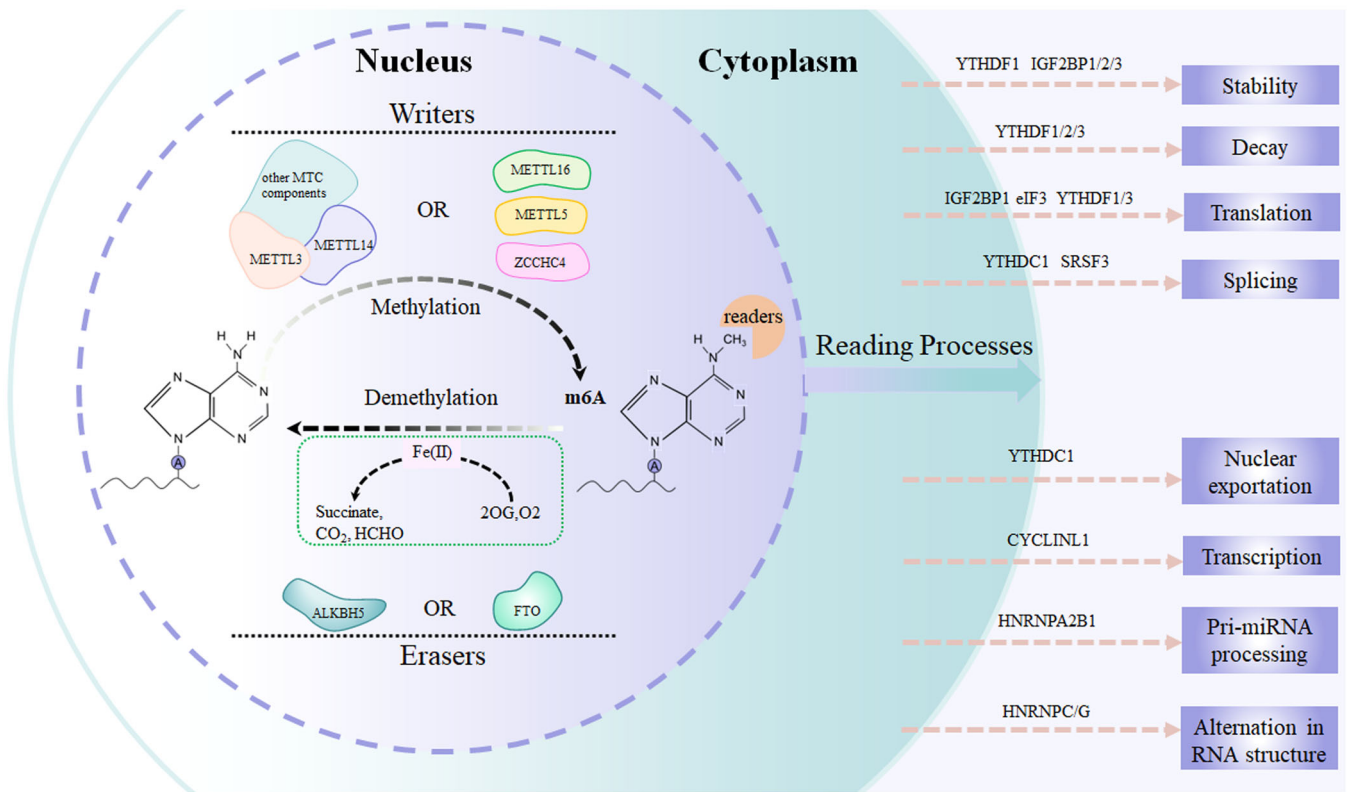 Nucleus
Cytoplasm
Writers
other MTC
components
METTL3
METTL14
OR
METTL16
METTL5
ZCCHC4
Methylation
H
H
N
N
N
N
N
A
Demethylation
m6A
Fe(II)
Succinate,
CO₂, HCHO
2OG,O2
ALKBH5
OR
FTO
Erasers
readers
H
N
CH₃
N
N
N
N
A
Reading Processes
YTHDF1 IGF2BP1/2/3
Stability
YTHDF1/2/3
Decay
IGF2BP1 eIF3 YTHDF1/3
Translation
YTHDC1 SRSF3
Splicing
YTHDC1
Nuclear
exportation
CYCLINL1
Transcription
HNRNPA2B1
Pri-miRNA
processing
HNRNPC/G
Alternation in
RNA structure